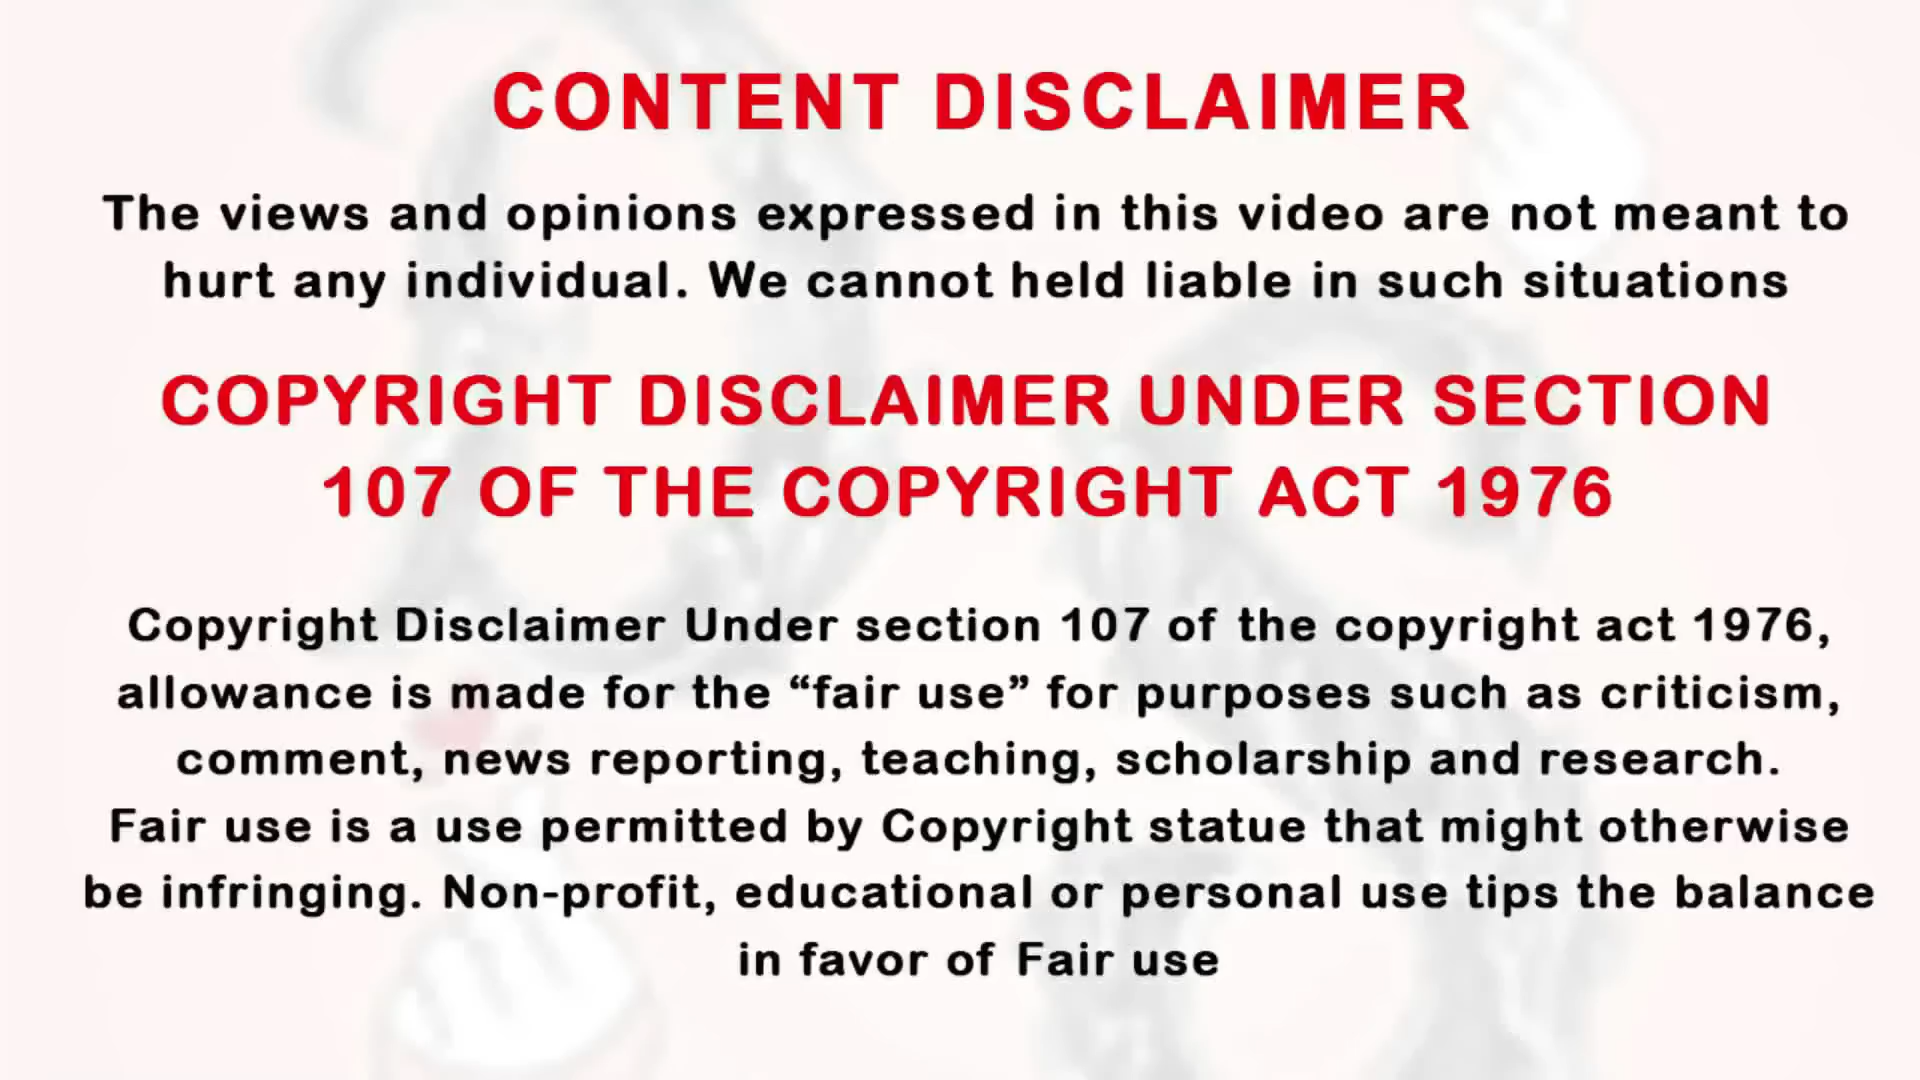 CONTENT DISCLAIMER
The views and opinions expressed in this video are not meant to
hurt any individual. We cannot held liable in such situations
COPYRIGHT DISCLAIMER UNDER SECTION
107 OF THE COPYRIGHT ACT 1976
Copyright Disclaimer Under section 107 of the copyright act 1976,
allowance is made for the “fair use” for purposes such as criticism,
comment, news reporting, teaching, scholarship and research.
Fair use is a use permitted by Copyright statue that might otherwise
be infringing. Non-profit, educational or personal use tips the balance
in favor of Fair use